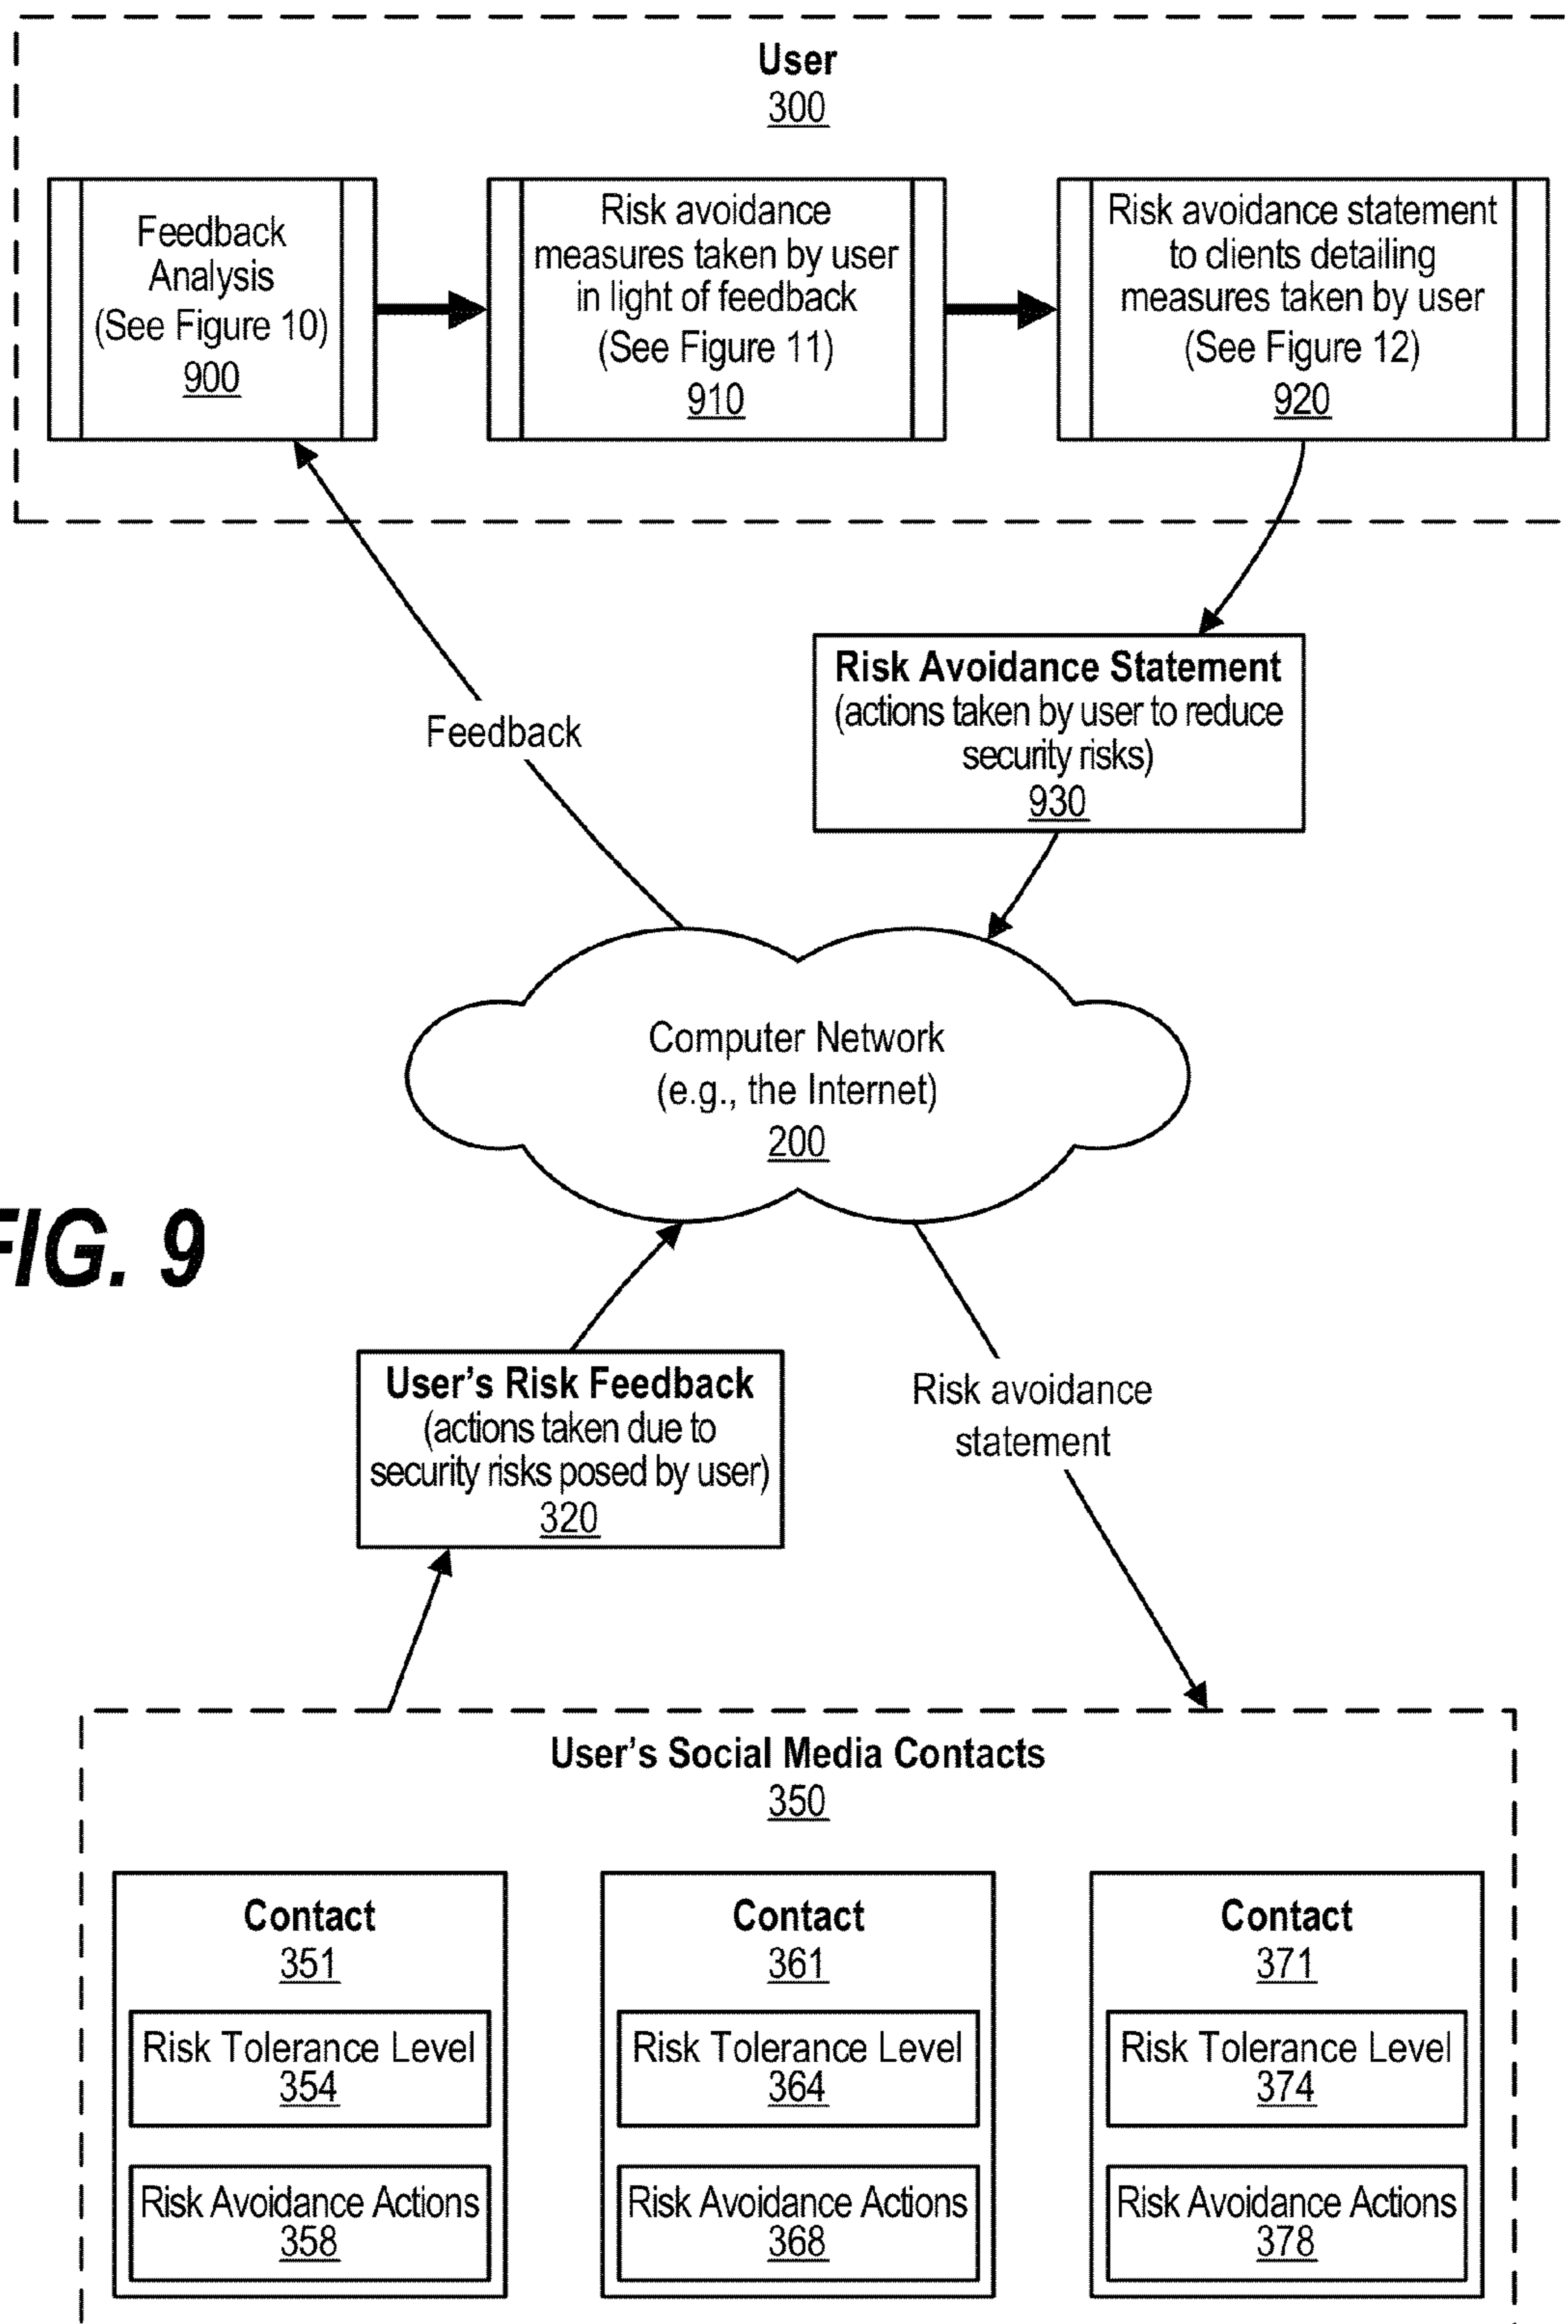 User
300
Feedback
Analysis
(See Figure 10)
900
Risk avoidance
measures taken by user
in light of feedback
(See Figure 11)
910
Risk avoidance statement
to clients detailing
measures taken by user
(See Figure 12)
920
Feedback
Risk Avoidance Statement
(actions taken by user to reduce
security risks)
930
Computer Network
(e.g., the Internet)
200
FIG. 9
User's Risk Feedback
(actions taken due to
security risks posed by user)
320
Risk avoidance
statement
User's Social Media Contacts
350
Contact
351
Risk Tolerance Level
354
Risk Avoidance Actions
358
Contact
361
Risk Tolerance Level
364
Risk Avoidance Actions
368
Contact
371
Risk Tolerance Level
374
Risk Avoidance Actions
378